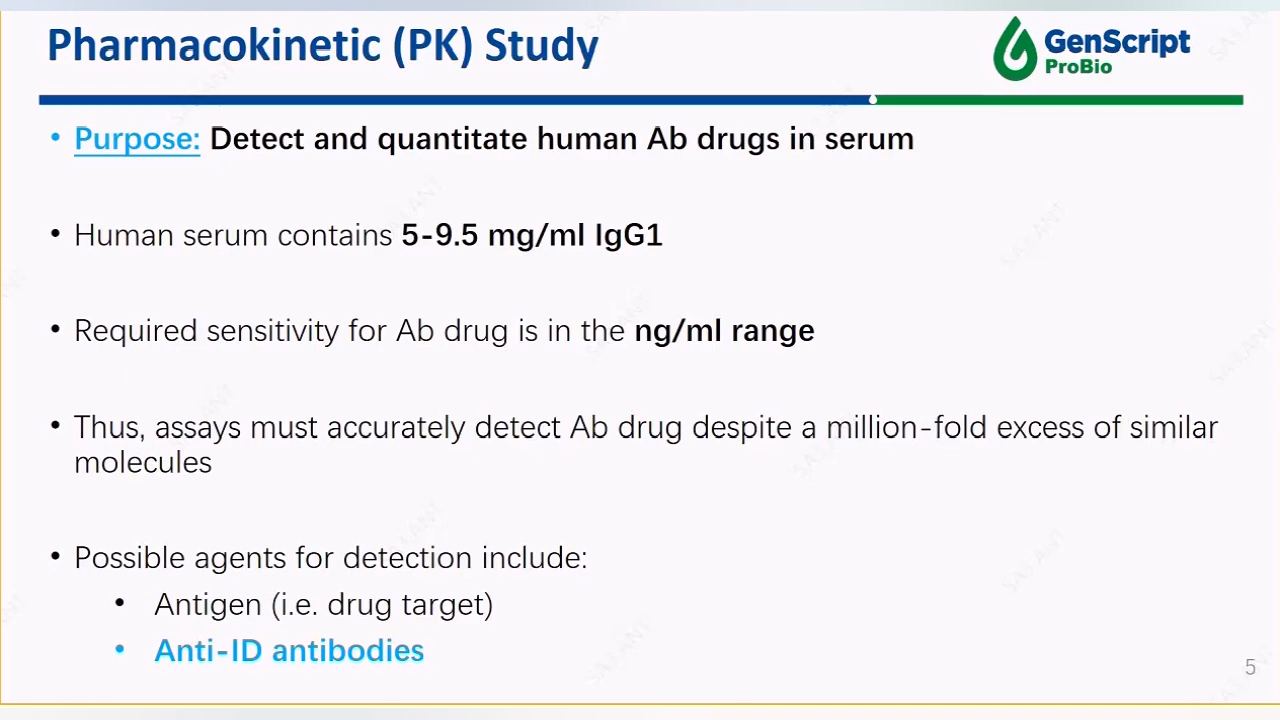 Pharmacokinetic (PK) Study
GenScript
ProBio
• Purpose: Detect and quantitate human Ab drugs in serum
• Human serum contains 5-9.5 mg/ml IgG1
• Required sensitivity for Ab drug is in the ng/ml range
• Thus, assays must accurately detect Ab drug despite a million-fold excess of similar
molecules
• Possible agents for detection include:
• Antigen (i.e. drug target)
• Anti-ID antibodies
5